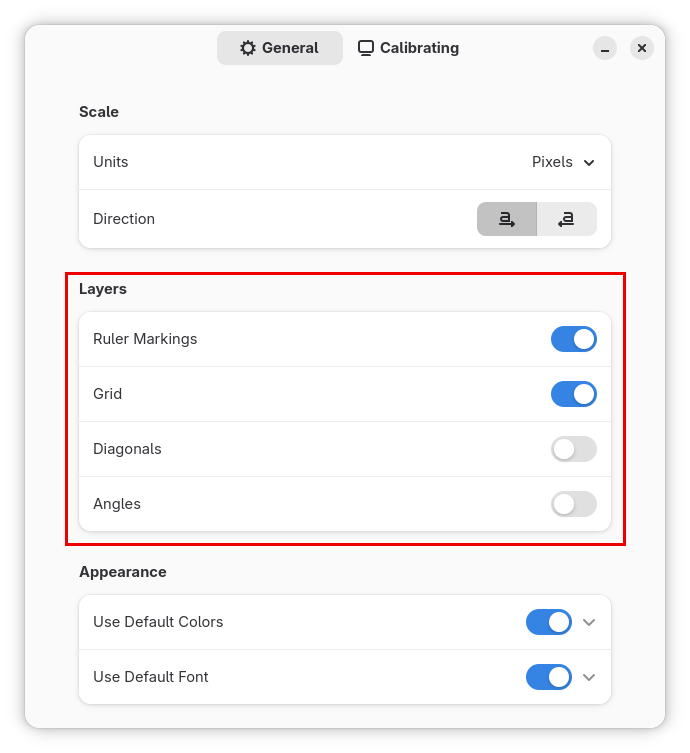 General Calibrating
Scale
Units Pixels
Direction a a
Layers
Ruler Markings
Grid
Diagonals
Angles
Appearance
Use Default Colors
Use Default Font